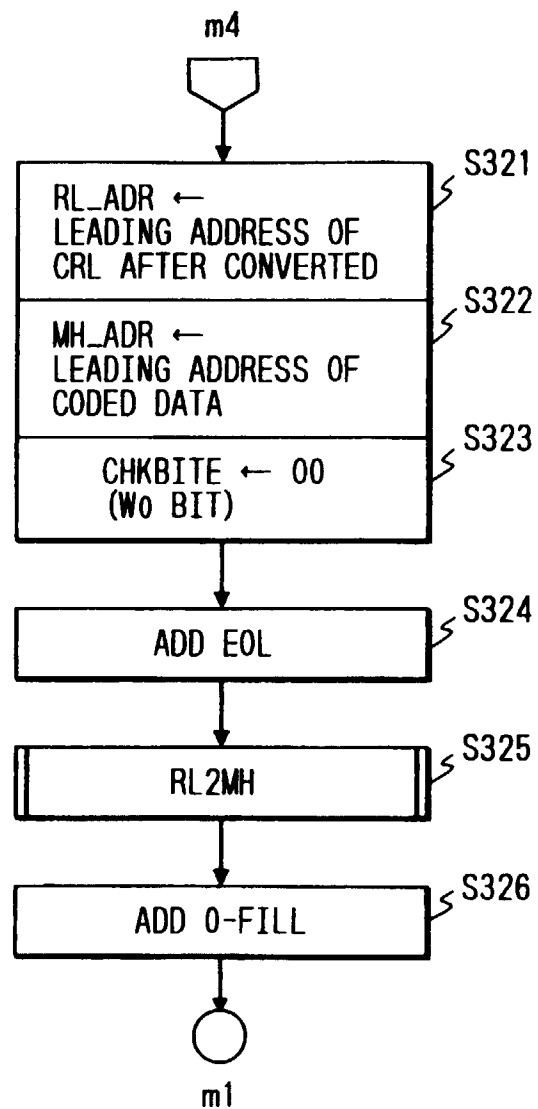 m4
S321
RL_ADR ←
LEADING ADDRESS OF
CRL AFTER CONVERTED
S322
MH_ADR ←
LEADING ADDRESS OF
CODED DATA
S323
CHKBITE ← 00
(W0 BIT)
S324
ADD EOL
S325
RL2MH
S326
ADD 0-FILL
m1